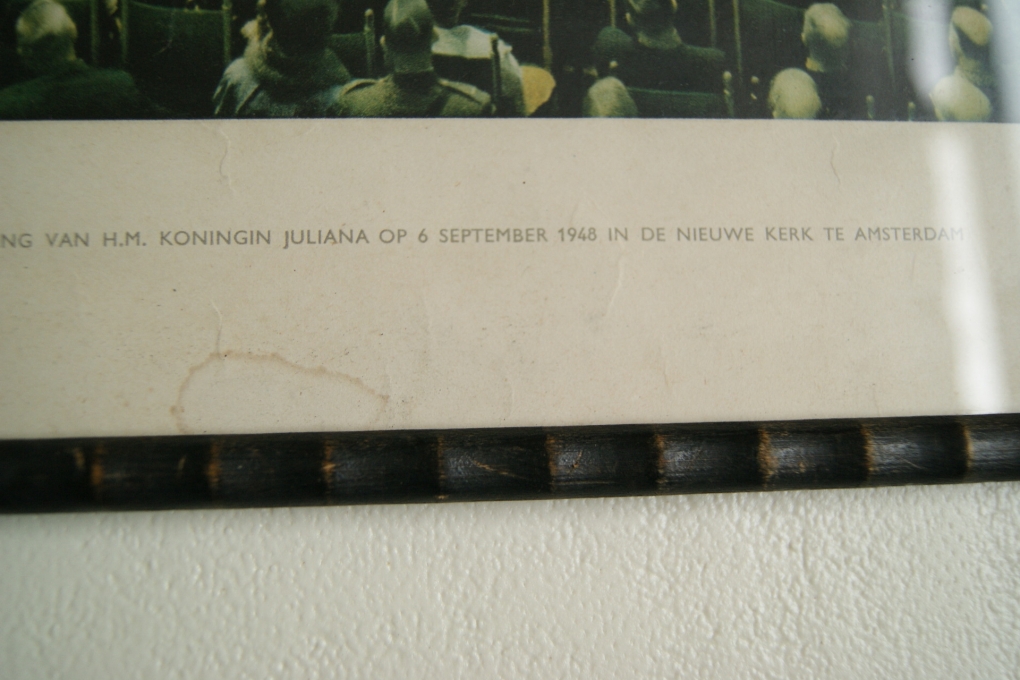 NG VAN H.M. KONINGIN JULIANA OP 6 SEPTEMBER 1948 IN DE NIEUWE KERK TE AMSTERDAM